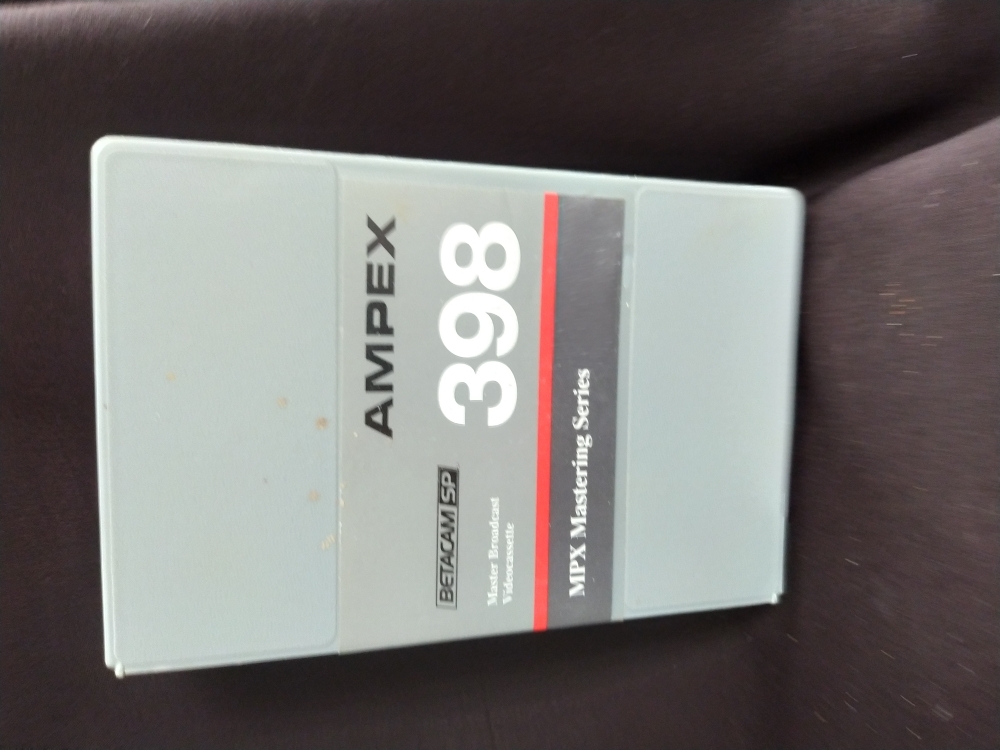 AMPEX
BETACAM SP
398
Master Broadcast
Videocassette
MPX Mastering Series